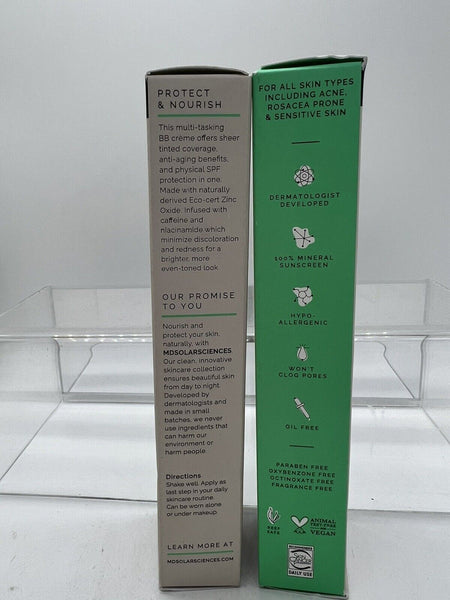 PROTECT
& NOURISH
This multi-tasking
BB crème offers sheer
tinted coverage,
anti-aging benefits,
and physical SPF
protection in one.
Made with naturally
derived Eco-cert Zinc
Oxide. Infused with
caffeine and
niacinamide which
minimize discoloration
and redness for a
brighter, more
even-toned look
OUR PROMISE
TO YOU
Nourish and
protect your skin,
naturally, with
MDSOLARSCIENCES
Our clean, innovative
skincare collection
ensures beautiful skin
from day to night.
Developed by
dermatologists and
made in small
batches, we never
use ingredients that
can harm our
environment or
harm people.
Directions
Shake well. Apply as
last step in your daily
skincare routine.
Can be worn alone
or under makeup.
LEARN MORE AT
MDSOLARSCIENCES.COM
FOR ALL SKIN TYPES
INCLUDING ACNE,
ROSACEA PRONE
& SENSITIVE SKIN
DERMATOLOGIST
DEVELOPED
100% MINERAL
SUNSCREEN
HYPO-
ALLERGENIC
WON'T
CLOG PORES
OIL FREE
PARABEN FREE
OXYBENZONE FREE
OCTINOXATE FREE
FRAGRANCE FREE
REEF
SAFE
ANIMAL
TEST-FREE
VEGAN
SKIN
CANCER
DAILY USE